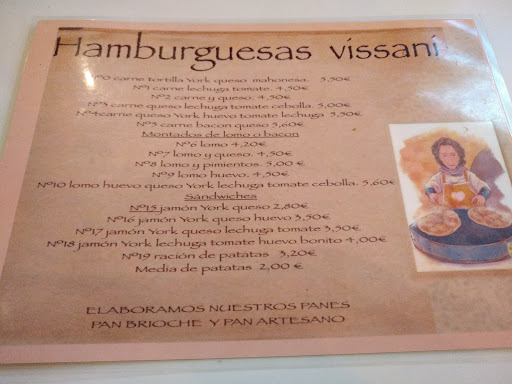 Hamburguesas vissani
Nº0 carne tortilla York queso mahonesa. 5,50€
Nº1 carne lechuga tomate. 4,50€
Nº2 carne y queso. 4,50€
Nº3 carne queso lechuga tomate cebolla. 5,00€
Nº4 carne queso York huevo tomate lechuga 5,50€
Nº5 carne bacon queso 5,60€
Montados de lomo o bacon
Nº6 lomo 4,20€
Nº7 lomo y queso. 4,50€
Nº8 lomo y pimientos. 5,00 €
Nº9 lomo huevo. 4,50€
Nº10 lomo huevo queso York lechuga tomate cebolla. 5,60€
Sándwiches
Nº15 jamón York queso 2,80€
Nº16 jamón York queso huevo 3,50€
Nº17 jamón York queso lechuga tomate 3,50€
Nº18 jamón York lechuga tomate huevo bonito 4,00€
Nº19 ración de patatas 3,20€
Media de patatas 2,00 €
ELABORAMOS NUESTROS PANES
PAN BRIOCHE Y PAN ARTESANO